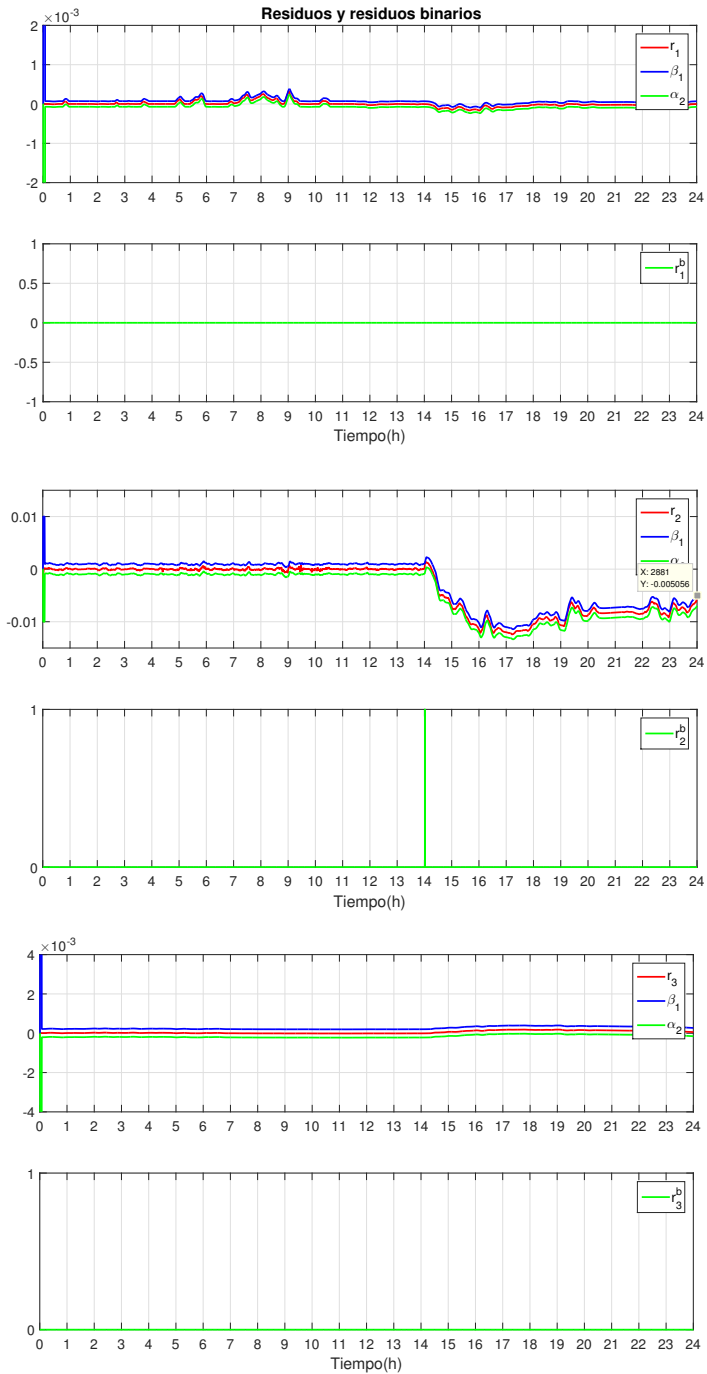 Residuos y residuos binarios
×10⁻³
2
1
0
-1
-2
r₁
β₁
α₂
0 1 2 3 4 5 6 7 8 9 10 11 12 13 14 15 16 17 18 19 20 21 22 23 24
1
0.5
0
-0.5
-1
r₁ᵇ
0 1 2 3 4 5 6 7 8 9 10 11 12 13 14 15 16 17 18 19 20 21 22 23 24
Tiempo(h)
0.01
0
-0.01
r₂
β₁
α
X: 2881
Y: -0.005056
0 1 2 3 4 5 6 7 8 9 10 11 12 13 14 15 16 17 18 19 20 21 22 23 24
1
0
r₂ᵇ
0 1 2 3 4 5 6 7 8 9 10 11 12 13 14 15 16 17 18 19 20 21 22 23 24
Tiempo(h)
×10⁻³
4
2
0
-2
-4
r₃
β₁
α₂
0 1 2 3 4 5 6 7 8 9 10 11 12 13 14 15 16 17 18 19 20 21 22 23 24
1
0
r₃ᵇ
0 1 2 3 4 5 6 7 8 9 10 11 12 13 14 15 16 17 18 19 20 21 22 23 24
Tiempo(h)